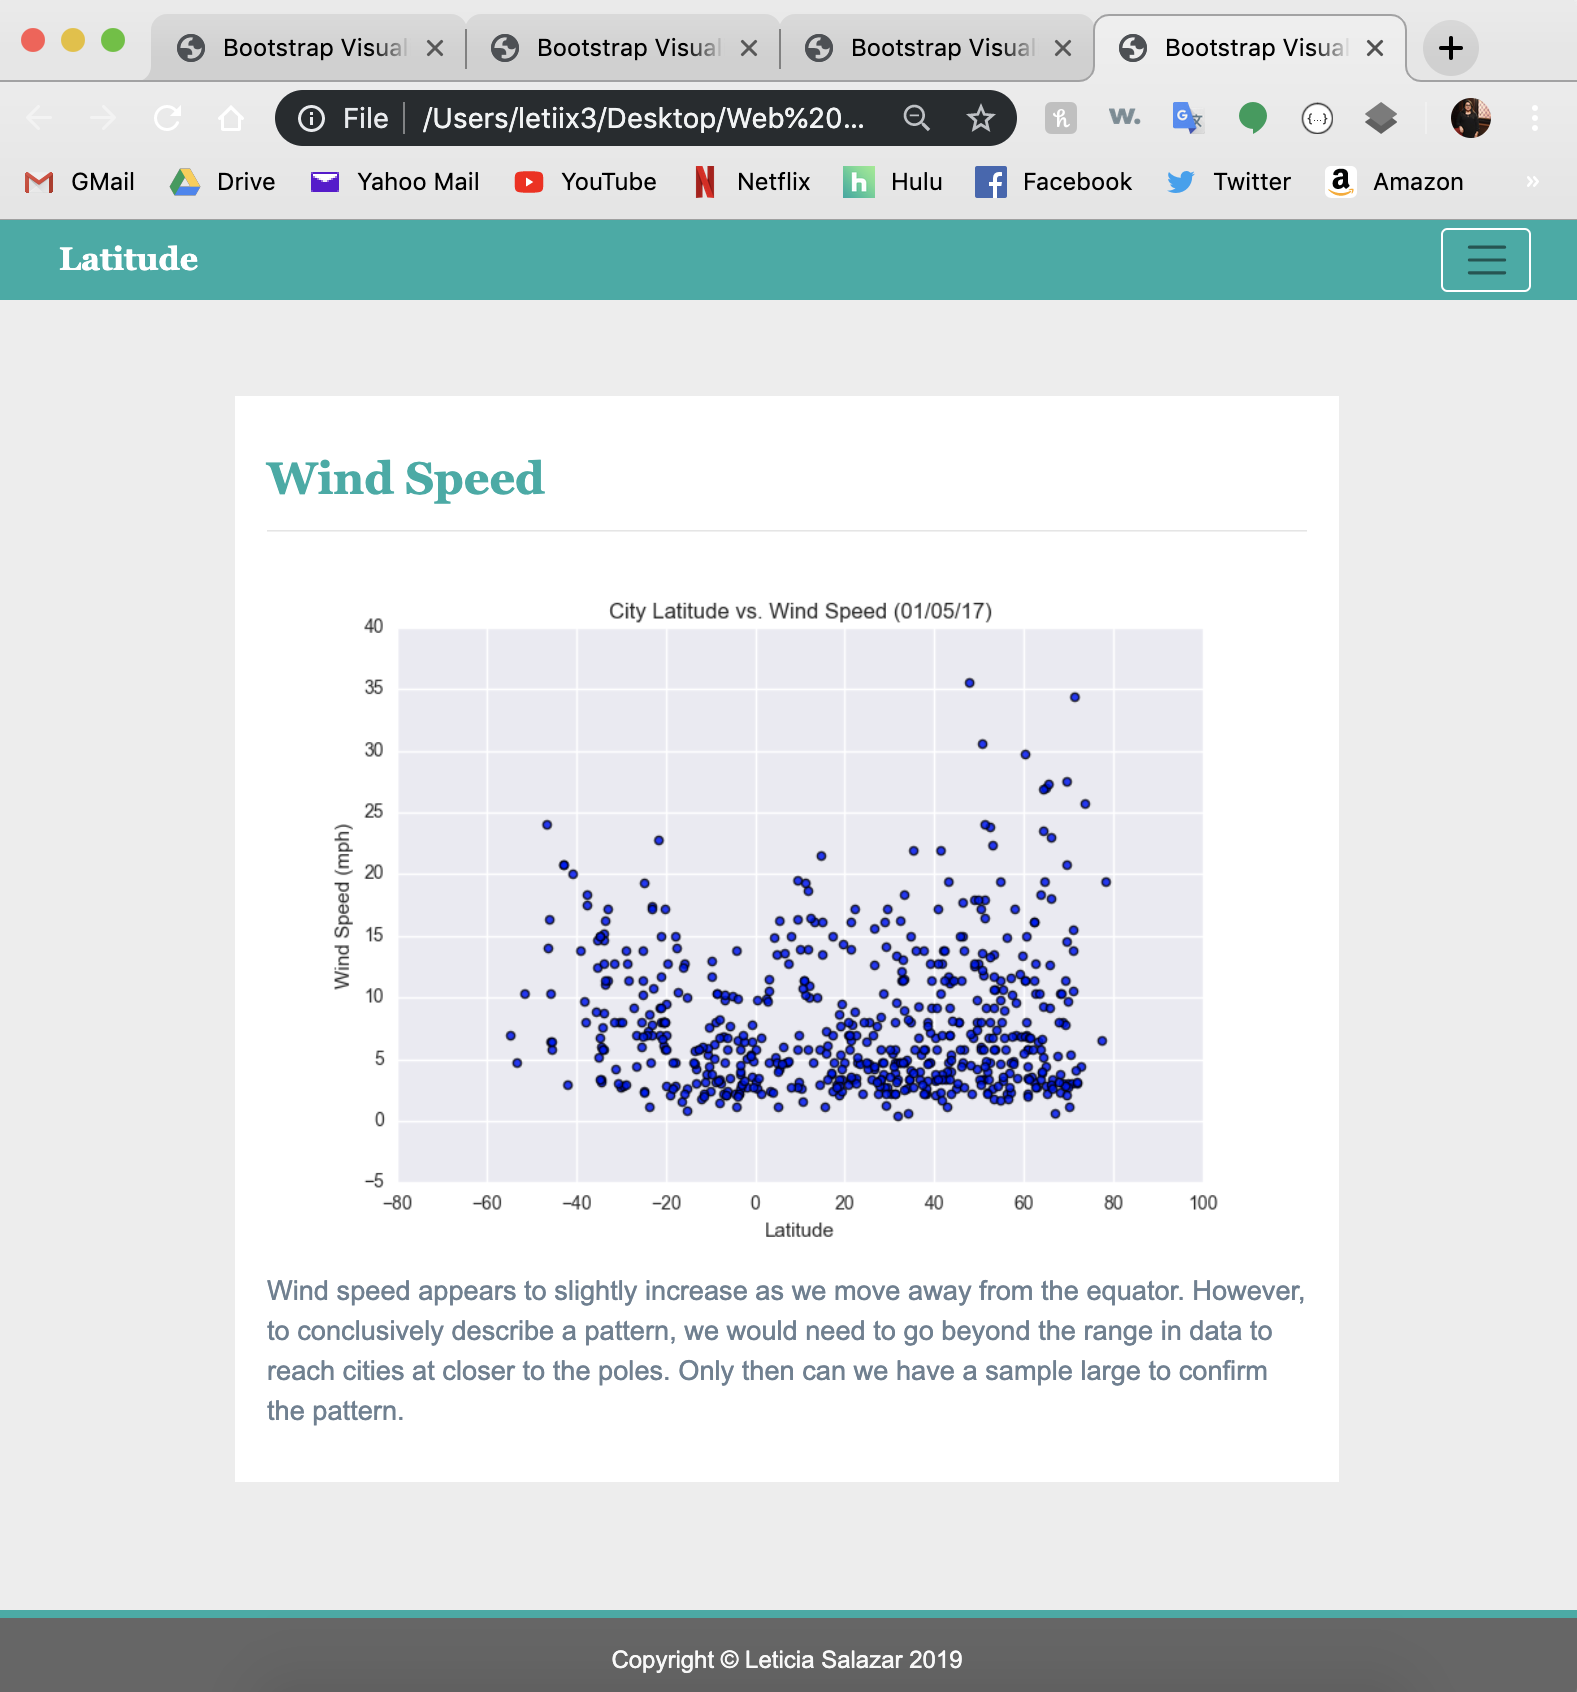 Bootstrap Visual Bootstrap Visual Bootstrap Visual Bootstrap Visual
File /Users/letiix3/Desktop/Web%20...
GMail Drive Yahoo Mail YouTube Netflix Hulu Facebook Twitter Amazon »
Latitude
Wind Speed
City Latitude vs. Wind Speed (01/05/17)
40
35
30
25
20
15
10
5
0
−5
Wind Speed (mph)
−80 −60 −40 −20 0 20 40 60 80 100
Latitude
Wind speed appears to slightly increase as we move away from the equator. However,
to conclusively describe a pattern, we would need to go beyond the range in data to
reach cities at closer to the poles. Only then can we have a sample large to confirm
the pattern.
Copyright © Leticia Salazar 2019